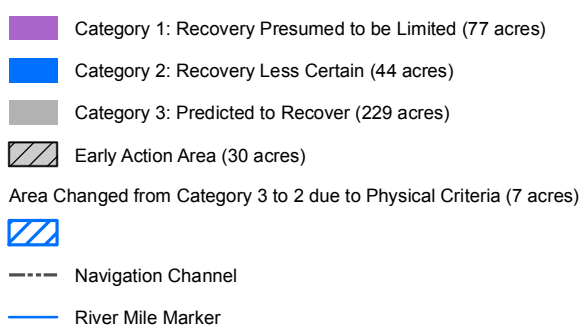 Category 1: Recovery Presumed to be Limited (77 acres)
Category 2: Recovery Less Certain (44 acres)
Category 3: Predicted to Recover (229 acres)
Early Action Area (30 acres)
Area Changed from Category 3 to 2 due to Physical Criteria (7 acres)
Navigation Channel
River Mile Marker